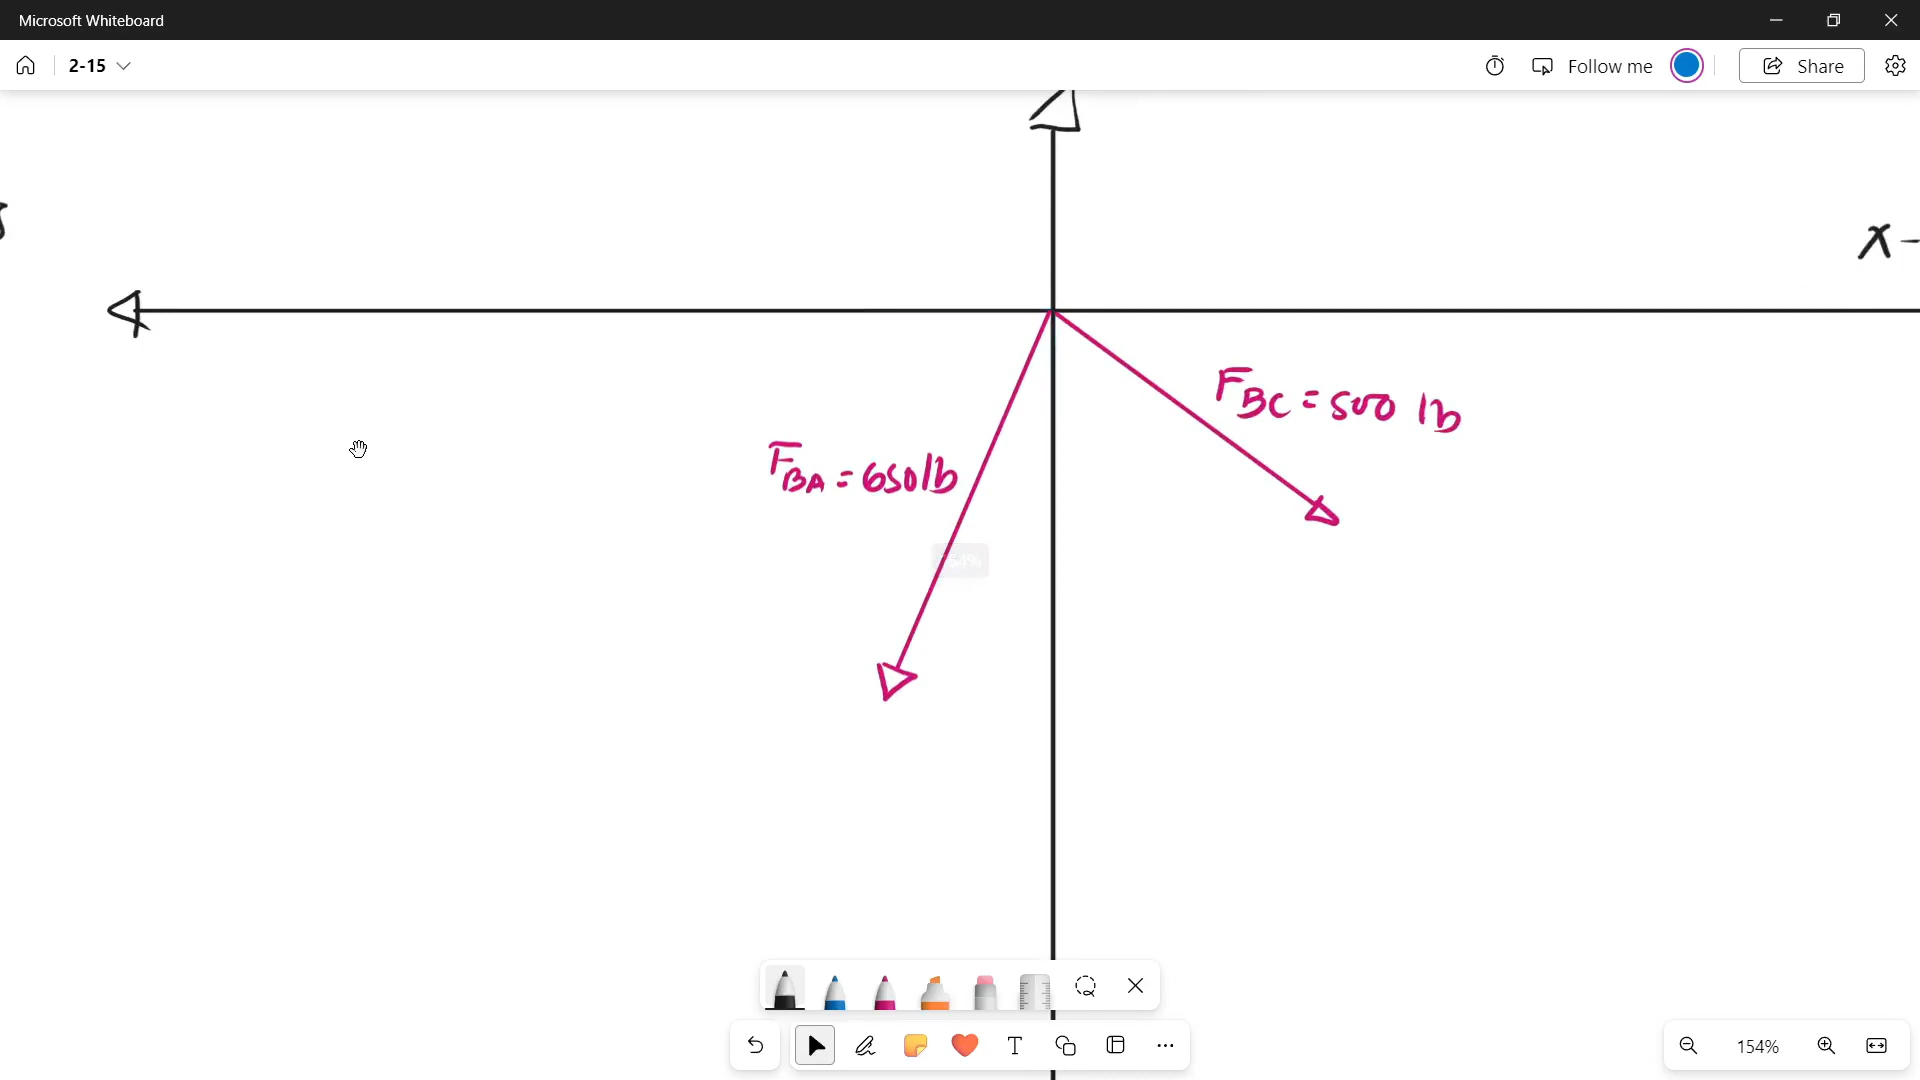 Microsoft Whiteboard
2-15
Follow me
Share
x-
F_BC = 500 lb
F_BA = 650 lb
154%